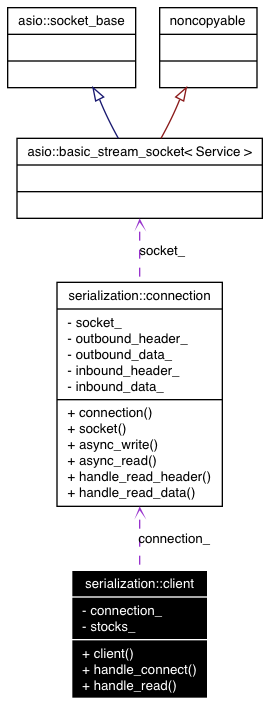 asio::socket_base
noncopyable
asio::basic_stream_socket< Service >
socket_
serialization::connection
- socket_
- outbound_header_
- outbound_data_
- inbound_header_
- inbound_data_
+ connection()
+ socket()
+ async_write()
+ async_read()
+ handle_read_header()
+ handle_read_data()
connection_
serialization::client
- connection_
- stocks_
+ client()
+ handle_connect()
+ handle_read()